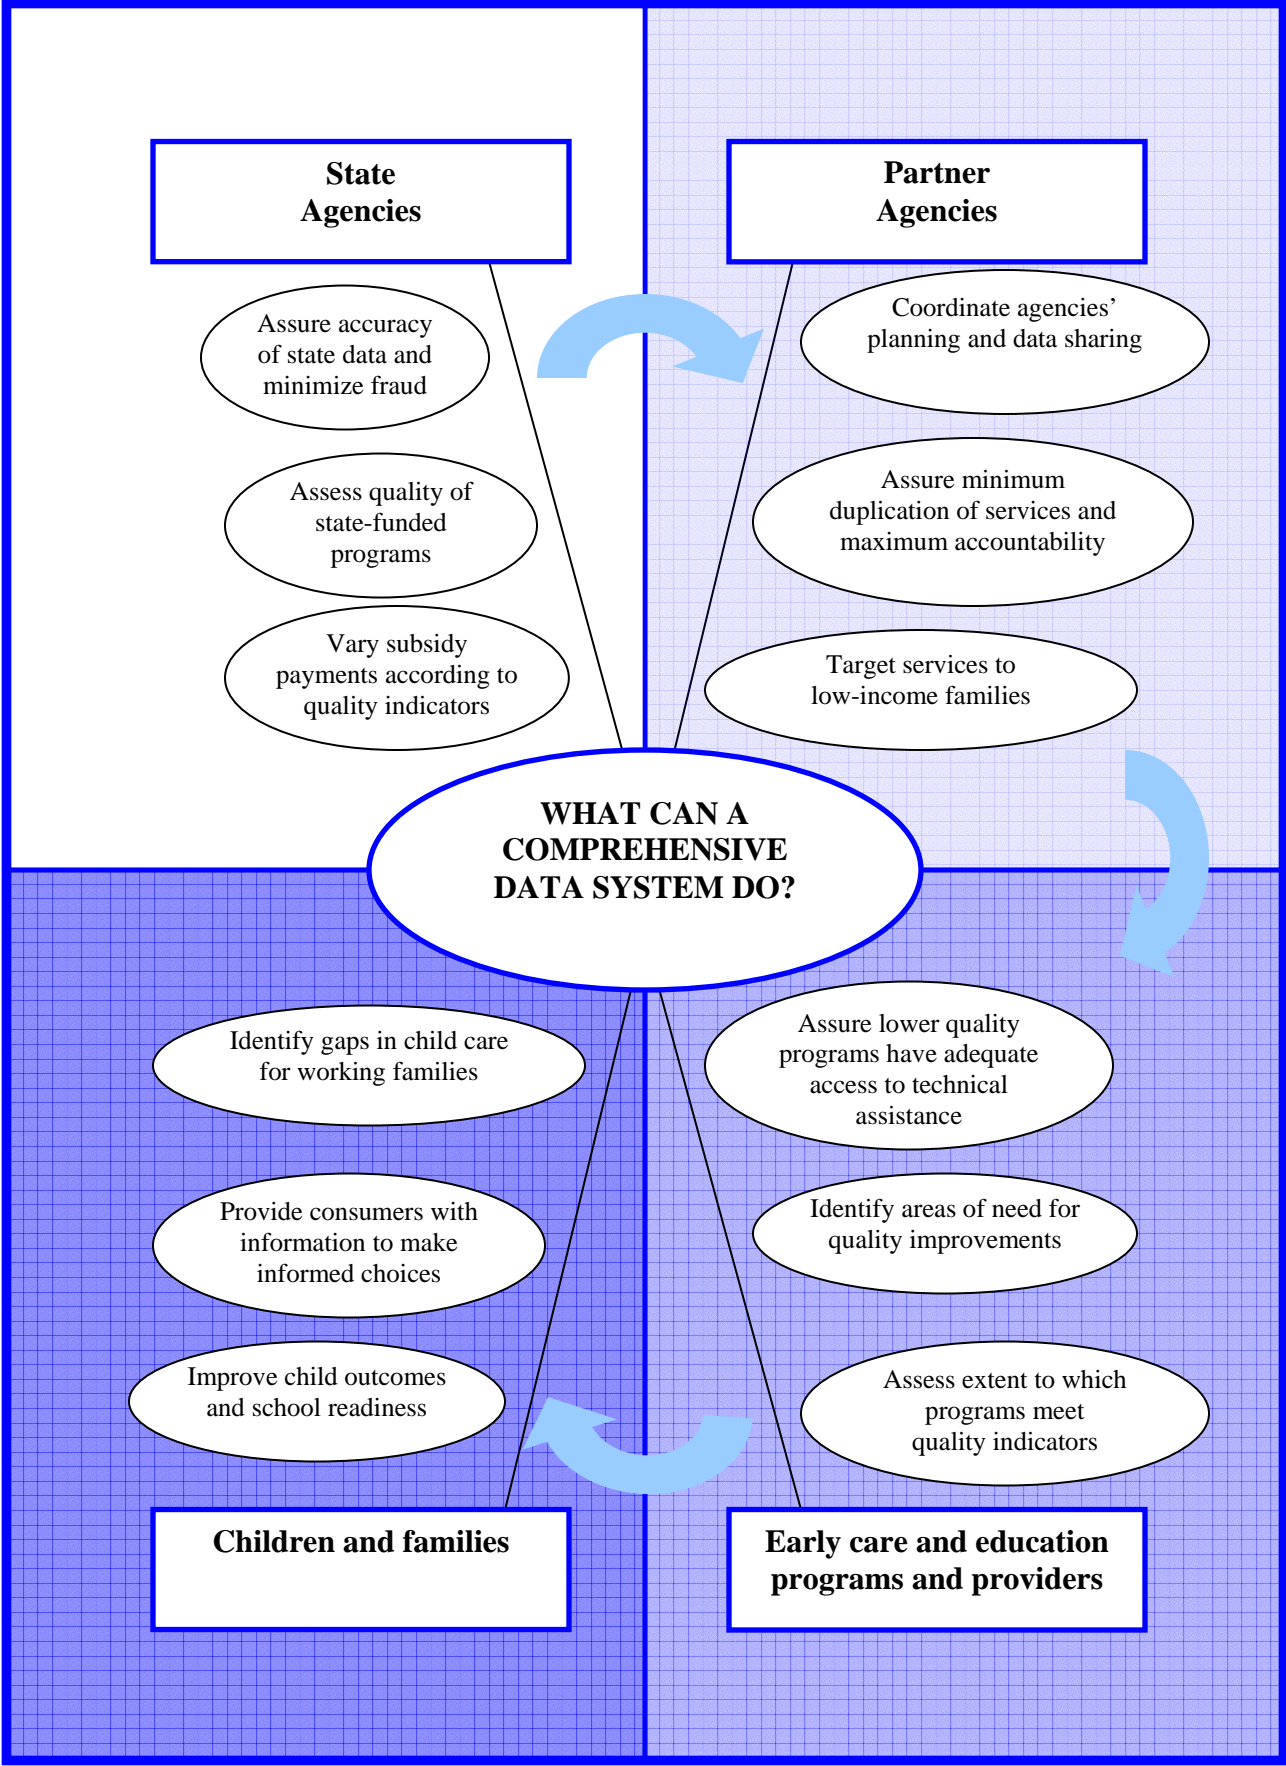 State
Agencies
Assure accuracy
of state data and
minimize fraud
Assess quality of
state-funded
programs
Vary subsidy
payments according to
quality indicators
Partner
Agencies
Coordinate agencies’
planning and data sharing
Assure minimum
duplication of services and
maximum accountability
Target services to
low-income families
WHAT CAN A
COMPREHENSIVE
DATA SYSTEM DO?
Identify gaps in child care
for working families
Provide consumers with
information to make
informed choices
Improve child outcomes
and school readiness
Children and families
Assure lower quality
programs have adequate
access to technical
assistance
Identify areas of need for
quality improvements
Assess extent to which
programs meet
quality indicators
Early care and education
programs and providers